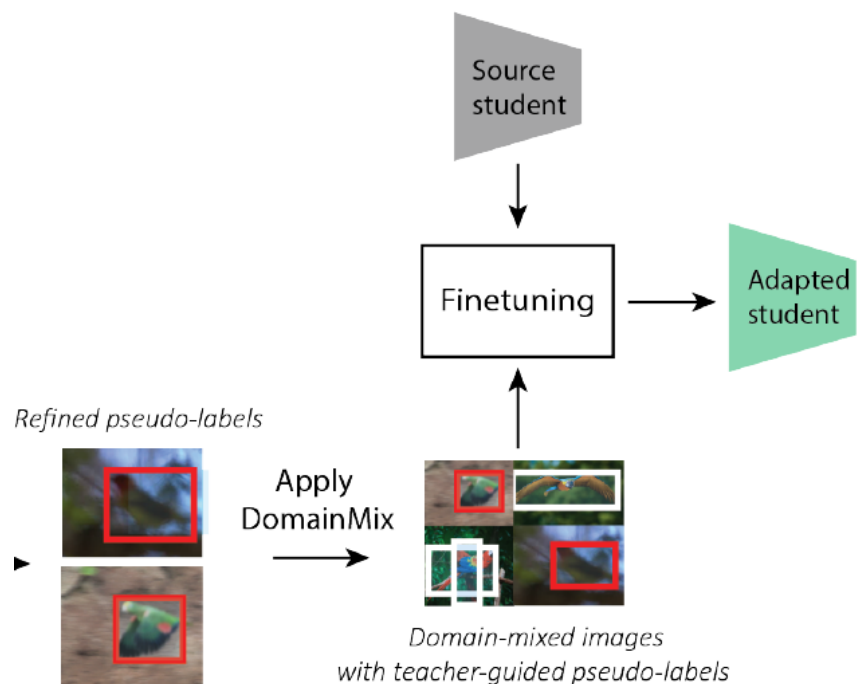 Source
student
Finetuning
Adapted
student
Refined pseudo-labels
Apply
DomainMix
Domain-mixed images
with teacher-guided pseudo-labels